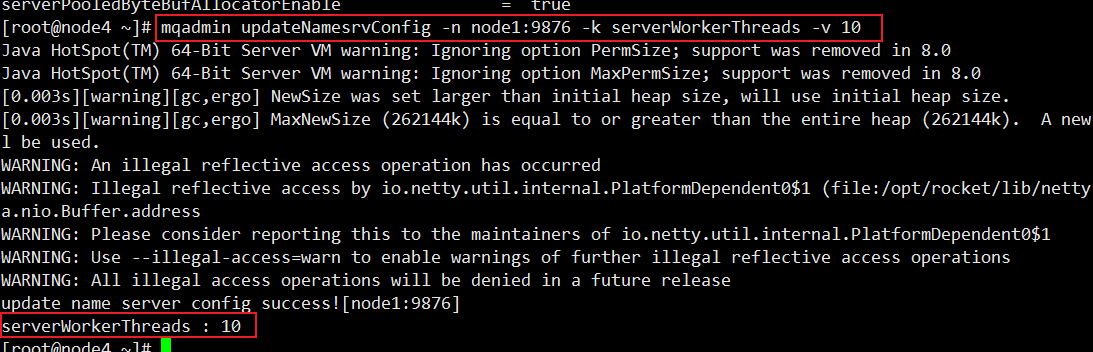 serverPooledByteBufAllocatorEnable = true
[root@node4 ~]# mqadmin updateNamesrvConfig -n node1:9876 -k serverWorkerThreads -v 10
Java HotSpot(TM) 64-Bit Server VM warning: Ignoring option PermSize; support was removed in 8.0
Java HotSpot(TM) 64-Bit Server VM warning: Ignoring option MaxPermSize; support was removed in 8.0
[0.003s][warning][gc,ergo] NewSize was set larger than initial heap size, will use initial heap size.
[0.003s][warning][gc,ergo] MaxNewSize (262144k) is equal to or greater than the entire heap (262144k).  A new
l be used.
WARNING: An illegal reflective access operation has occurred
WARNING: Illegal reflective access by io.netty.util.internal.PlatformDependent0$1 (file:/opt/rocket/lib/netty
a.nio.Buffer.address
WARNING: Please consider reporting this to the maintainers of io.netty.util.internal.PlatformDependent0$1
WARNING: Use --illegal-access=warn to enable warnings of further illegal reflective access operations
WARNING: All illegal access operations will be denied in a future release
update name server config success![node1:9876]
serverWorkerThreads : 10
[root@node4 ~]#